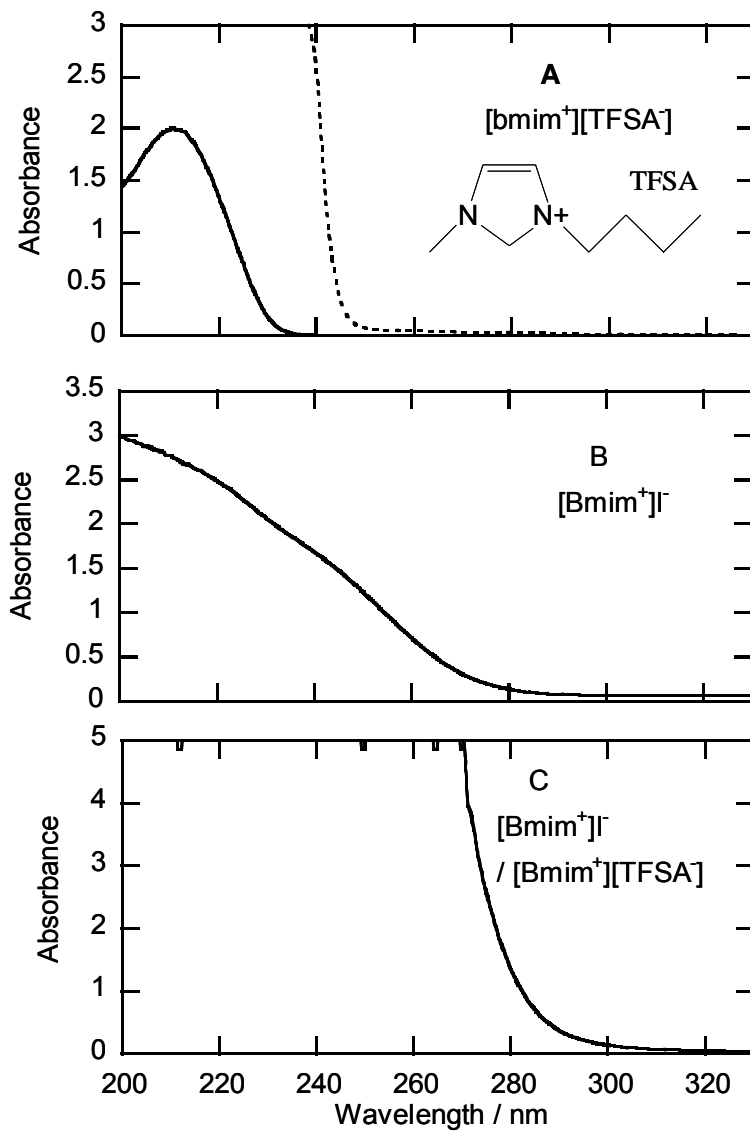 3
2.5
2
1.5
1
0.5
0
Absorbance
A
[bmim+][TFSA-]
TFSA
N
N+
3.5
3
2.5
2
1.5
1
0.5
0
Absorbance
B
[Bmim+]I-
5
4
3
2
1
0
Absorbance
C
[Bmim+]I-
/ [Bmim+][TFSA-]
200 220 240 260 280 300 320
Wavelength / nm